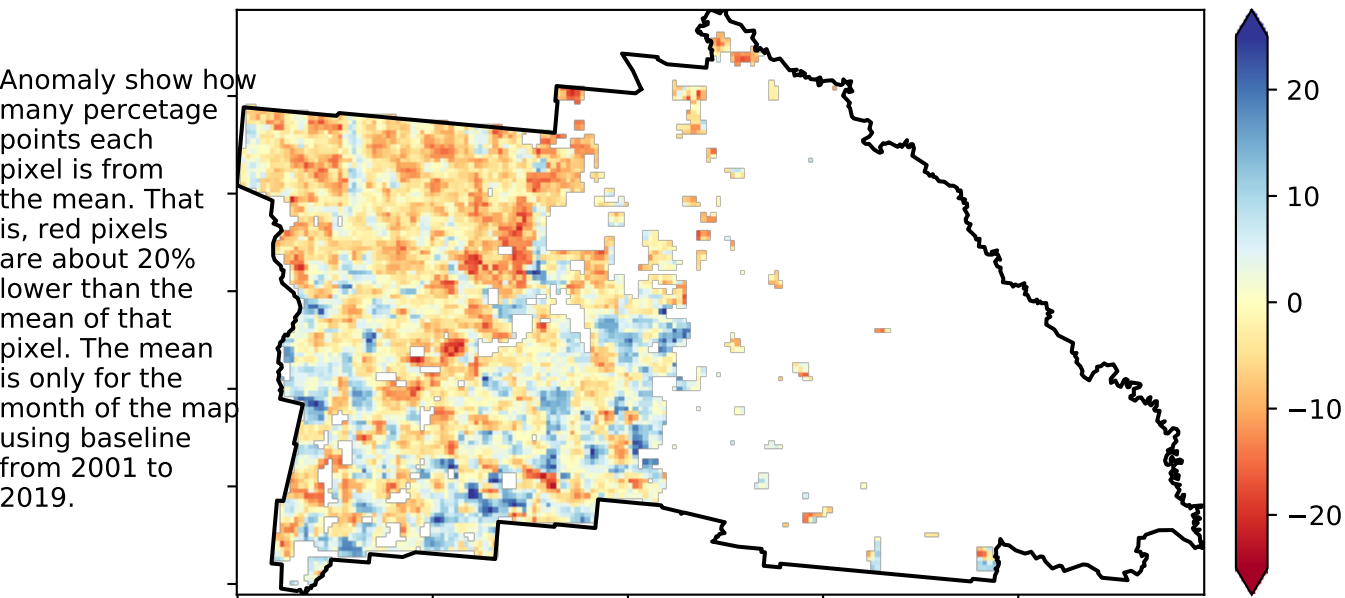 Anomaly show how
many percetage
points each
pixel is from
the mean. That
is, red pixels
are about 20%
lower than the
mean of that
pixel. The mean
is only for the
month of the map
using baseline
from 2001 to
2019.
20
10
0
−10
−20